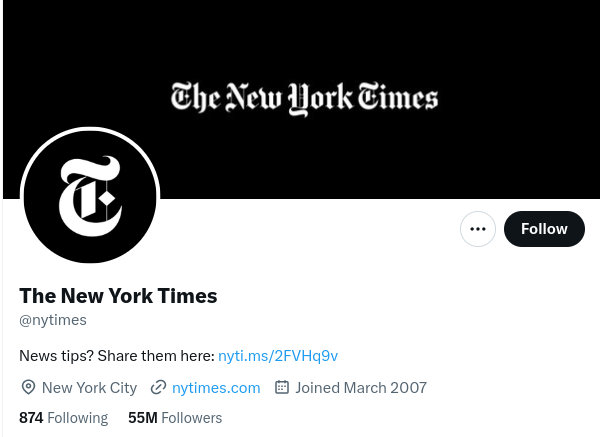 The New York Times
T
Follow
The New York Times
@nytimes
News tips? Share them here: nyti.ms/2FVHq9v
New York City nytimes.com Joined March 2007
874 Following 55M Followers